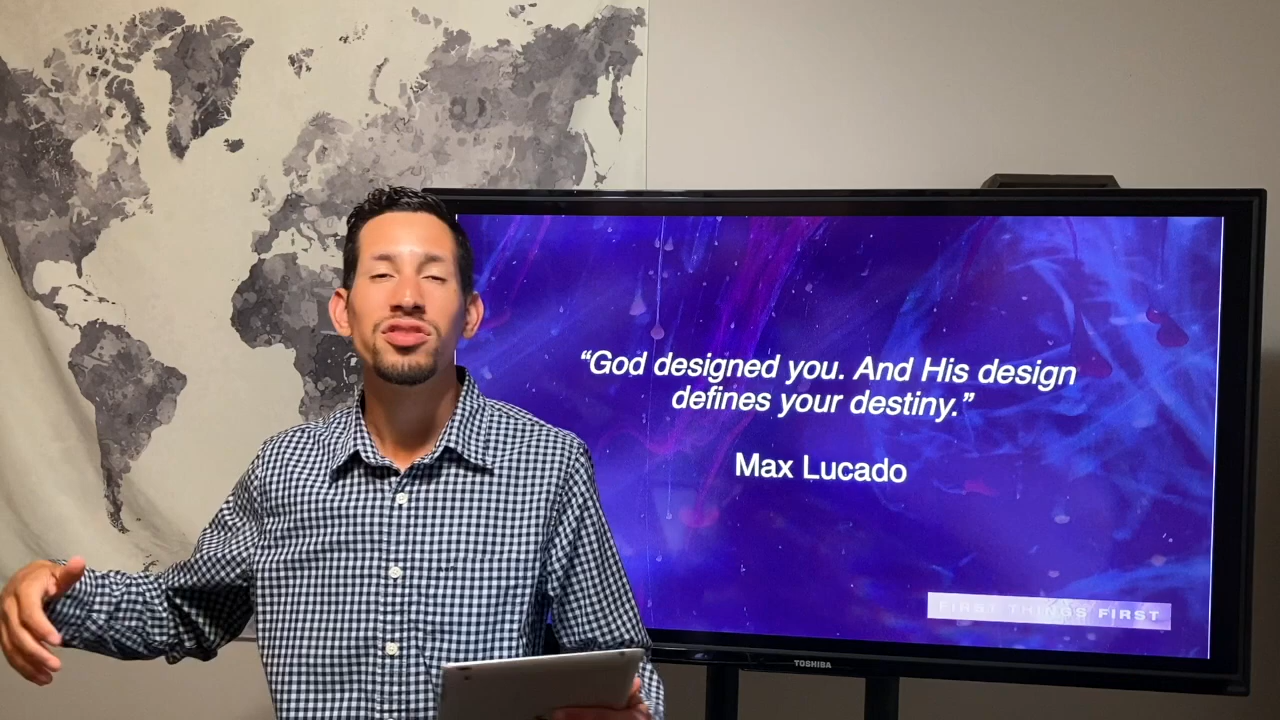 “God designed you. And His design
defines your destiny.”
Max Lucado
FIRST THINGS FIRST
TOSHIBA